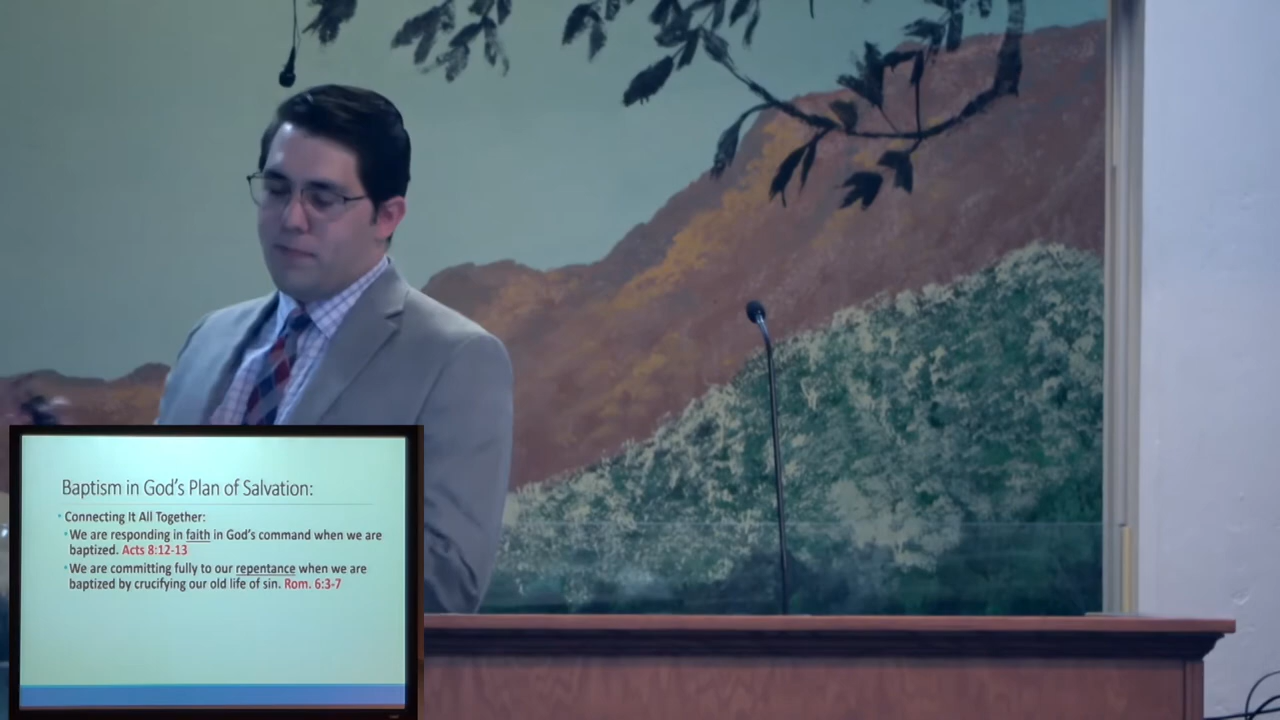 Baptism in God's Plan of Salvation:
• Connecting It All Together:
• We are responding in faith in God's command when we are
baptized. Acts 8:12-13
• We are committing fully to our repentance when we are
baptized by crucifying our old life of sin. Rom. 6:3-7